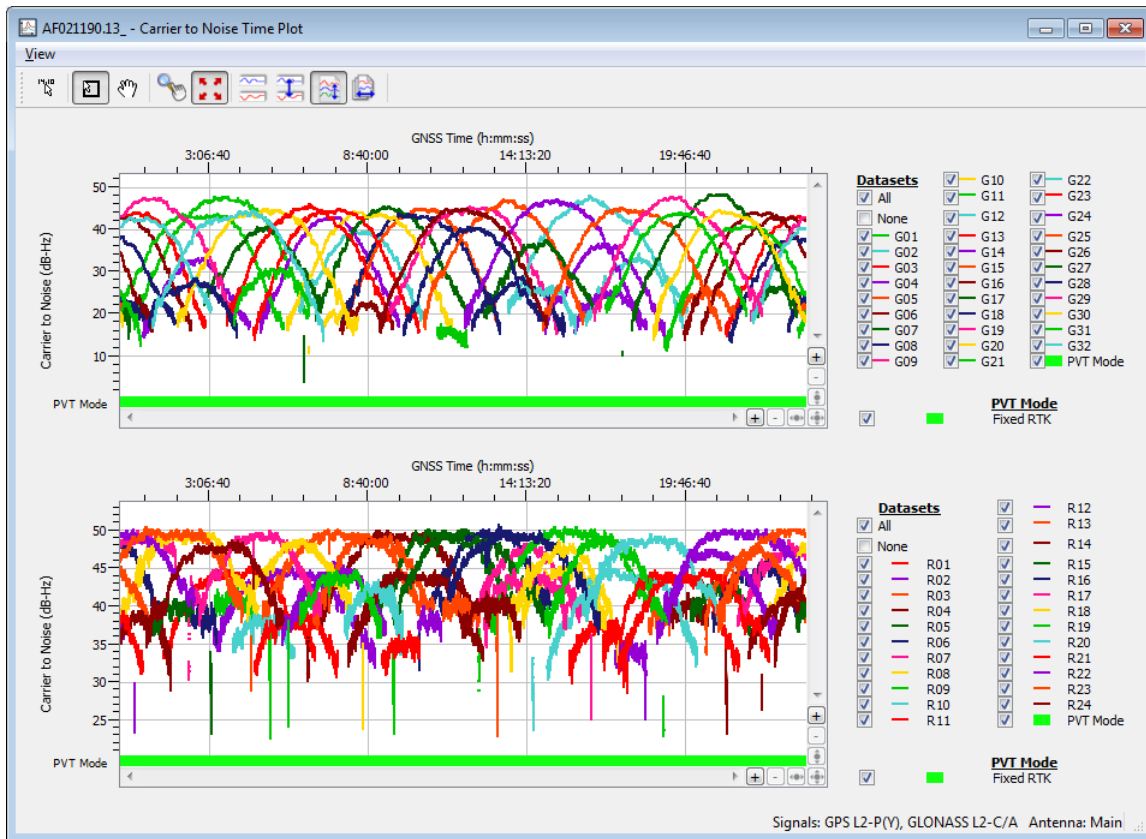 AF021190.13_ - Carrier to Noise Time Plot
View
GNSS Time (h:mm:ss)
3:06:40 8:40:00 14:13:20 19:46:40
Carrier to Noise (dB-Hz)
50
40
30
20
10
PVT Mode
Datasets
All
None
G01
G02
G03
G04
G05
G06
G07
G08
G09
G10
G11
G12
G13
G14
G15
G16
G17
G18
G19
G20
G21
G22
G23
G24
G25
G26
G27
G28
G29
G30
G31
G32
PVT Mode
PVT Mode
Fixed RTK
GNSS Time (h:mm:ss)
3:06:40 8:40:00 14:13:20 19:46:40
Carrier to Noise (dB-Hz)
50
45
40
35
30
25
PVT Mode
Datasets
All
None
R01
R02
R03
R04
R05
R06
R07
R08
R09
R10
R11
R12
R13
R14
R15
R16
R17
R18
R19
R20
R21
R22
R23
R24
PVT Mode
PVT Mode
Fixed RTK
Signals: GPS L2-P(Y), GLONASS L2-C/A Antenna: Main